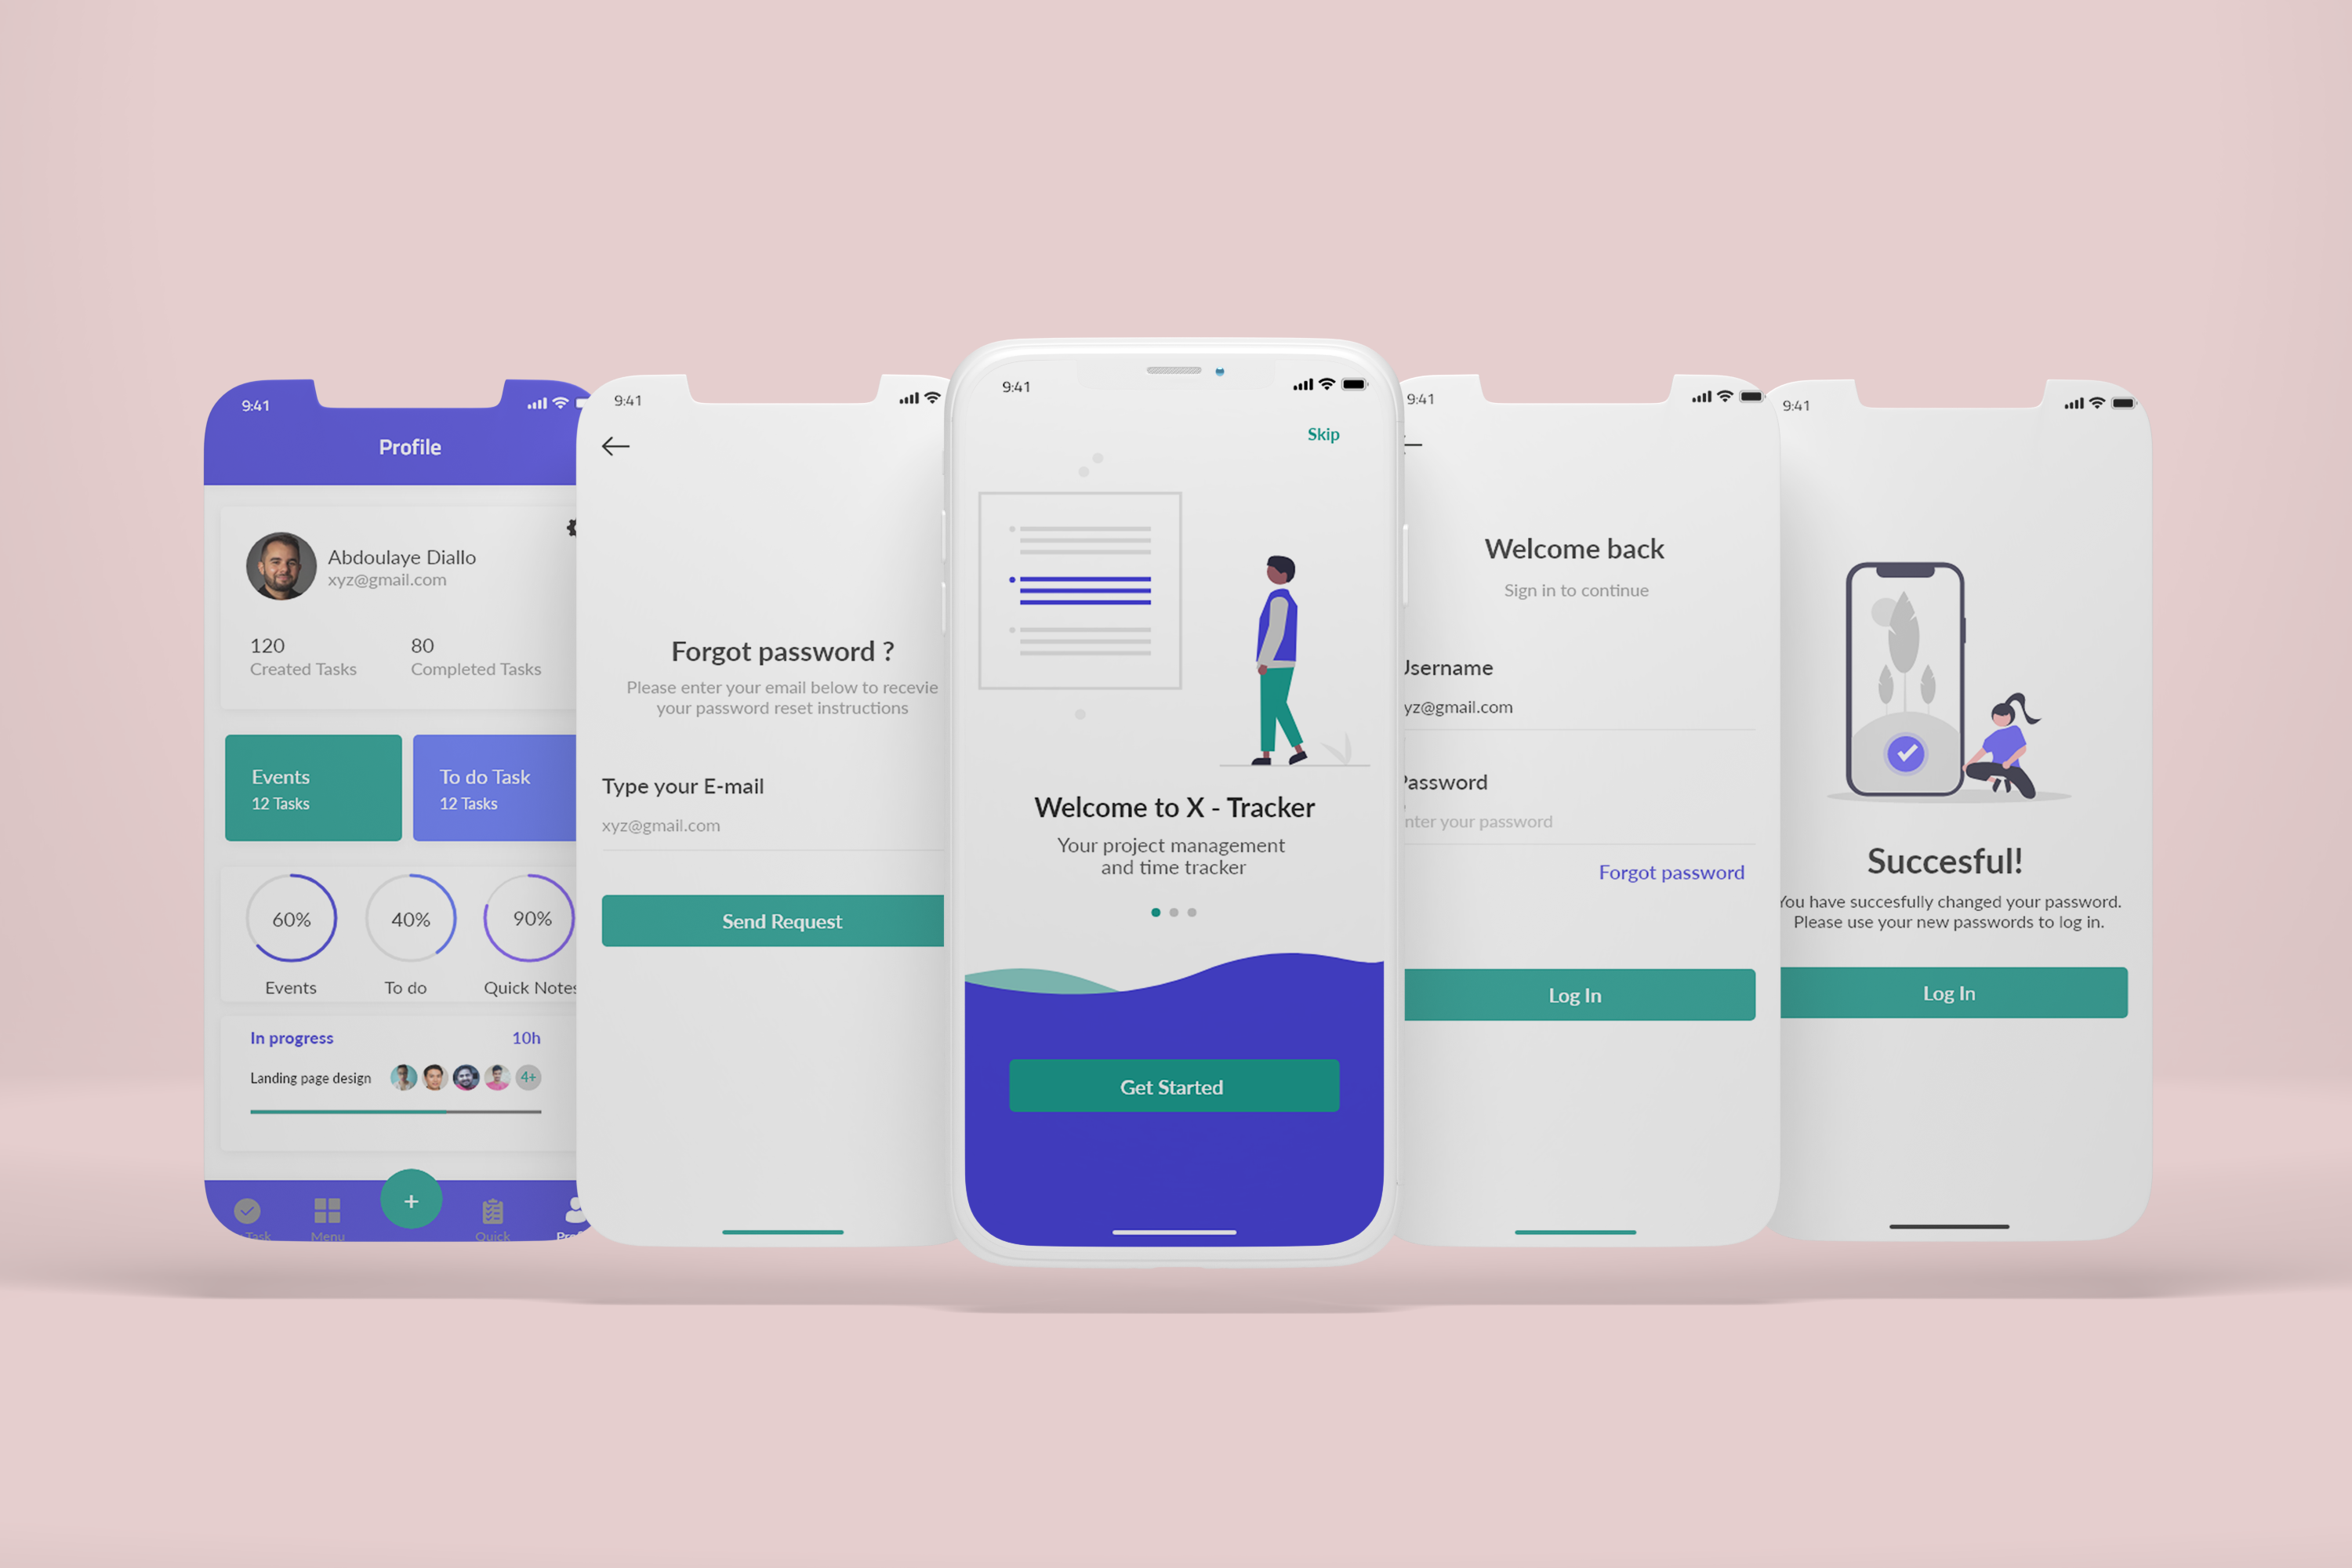 9:41
Profile
Abdoulaye Diallo
xyz@gmail.com
120
Created Tasks
80
Completed Tasks
Events
12 Tasks
To do Task
12 Tasks
60%
40%
90%
Events
To do
Quick Notes
In progress
10h
Landing page design
4+
+
Task
Menu
Quick
9:41
Forgot password ?
Please enter your email below to recevie
your password reset instructions
Type your E-mail
xyz@gmail.com
Send Request
9:41
Skip
Welcome to X - Tracker
Your project management
and time tracker
Get Started
9:41
Welcome back
Sign in to continue
Username
yz@gmail.com
Password
nter your password
Forgot password
Log In
9:41
Succesful!
You have succesfully changed your password.
Please use your new passwords to log in.
Log In